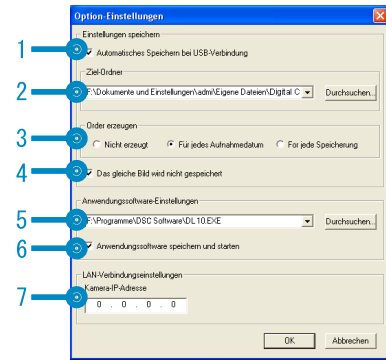 Option-Einstellungen
Einstellungen speichern
1
Automatisches Speichern bei USB-Verbindung
Ziel-Ordner
2
F:\Dokumente und Einstellungen\admi\Eigene Dateien\Digital C
Durchsuchen...
Order erzeugen
3
Nicht erzeugt
Für jedes Aufnahmedatum
For jede Speicherung
4
Das gleiche Bild wird nicht gespeichert
Anwendungssoftware-Einstellungen
5
F:\Programme\DSC Software\DL 10.EXE
Durchsuchen...
6
Anwendungssoftware speichern und starten
LAN-Verbindungseinstellungen
7
Kamera-IP-Adresse
0 . 0 . 0 . 0
OK
Abbrechen